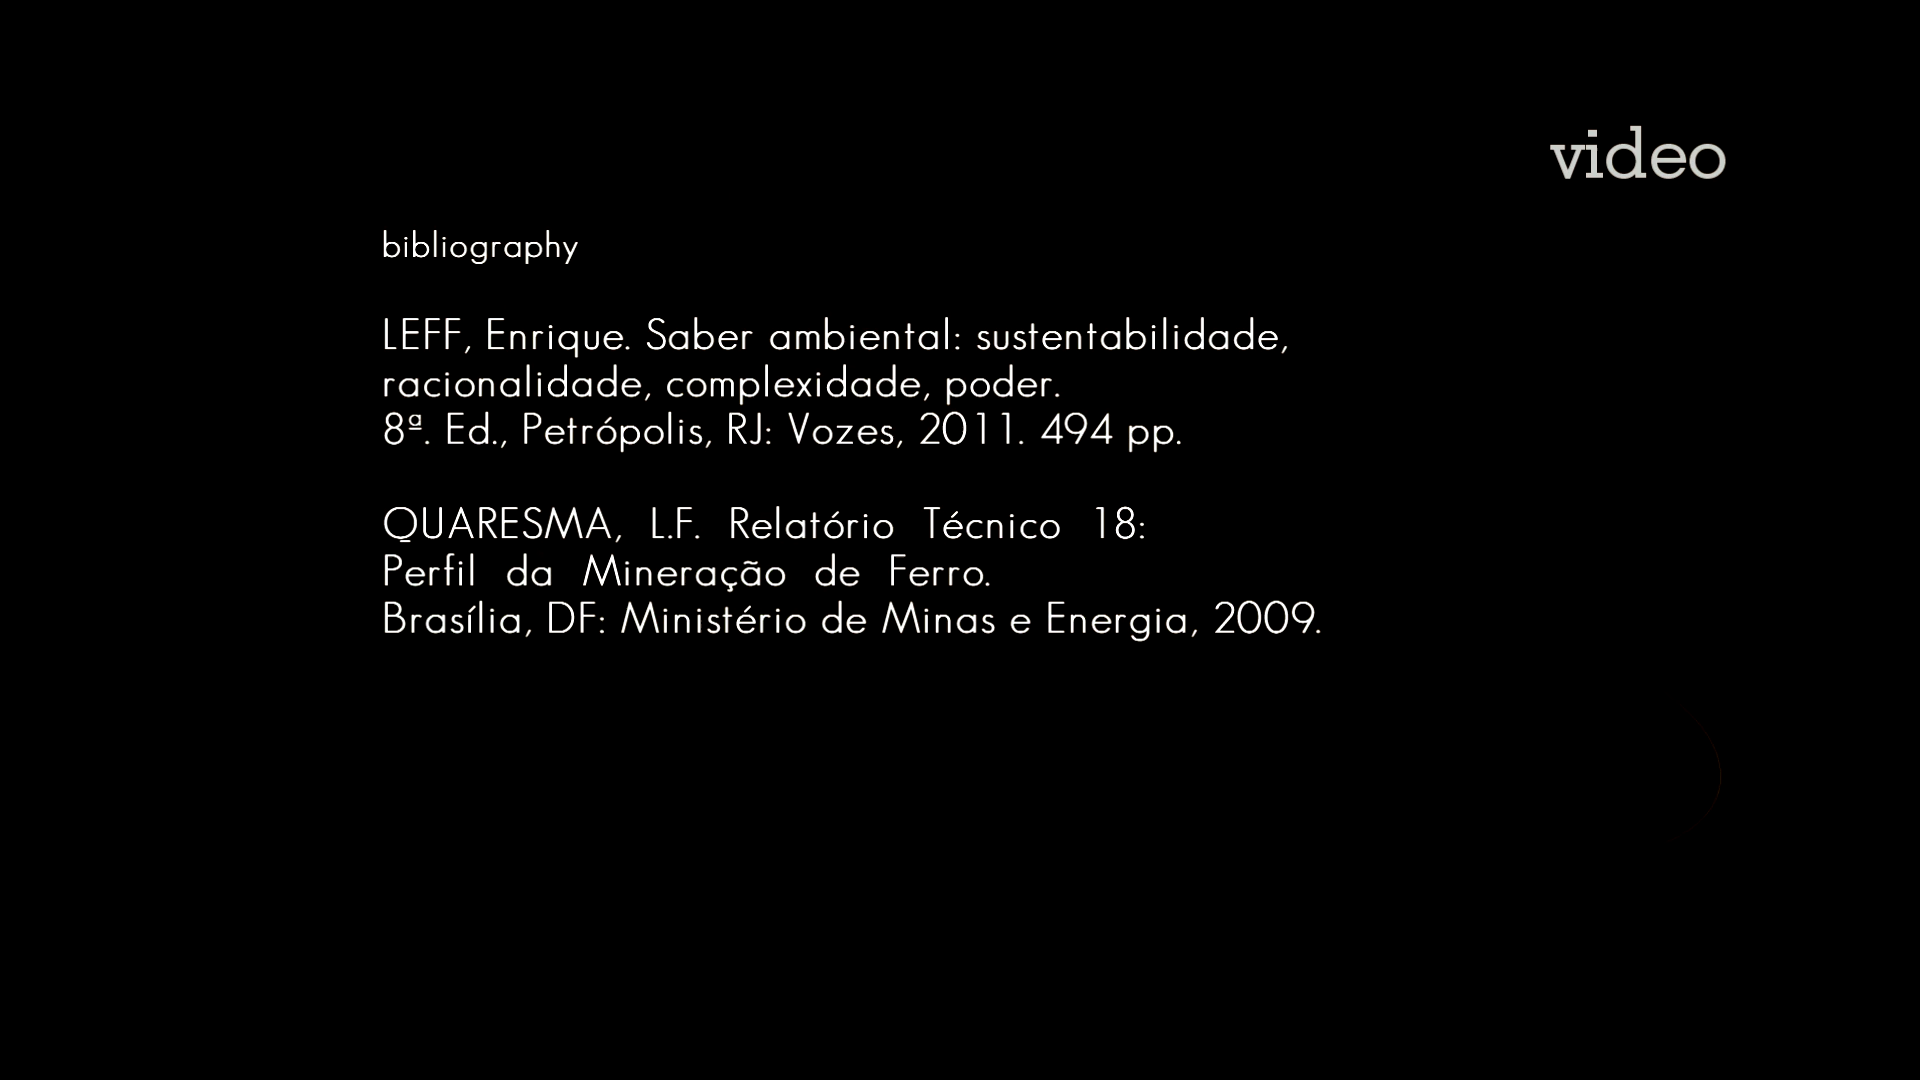 video
bibliography
LEFF, Enrique. Saber ambiental: sustentabilidade,
racionalidade, complexidade, poder.
8ª. Ed., Petrópolis, RJ: Vozes, 2011. 494 pp.
QUARESMA, L.F. Relatório Técnico 18:
Perfil da Mineração de Ferro.
Brasília, DF: Ministério de Minas e Energia, 2009.